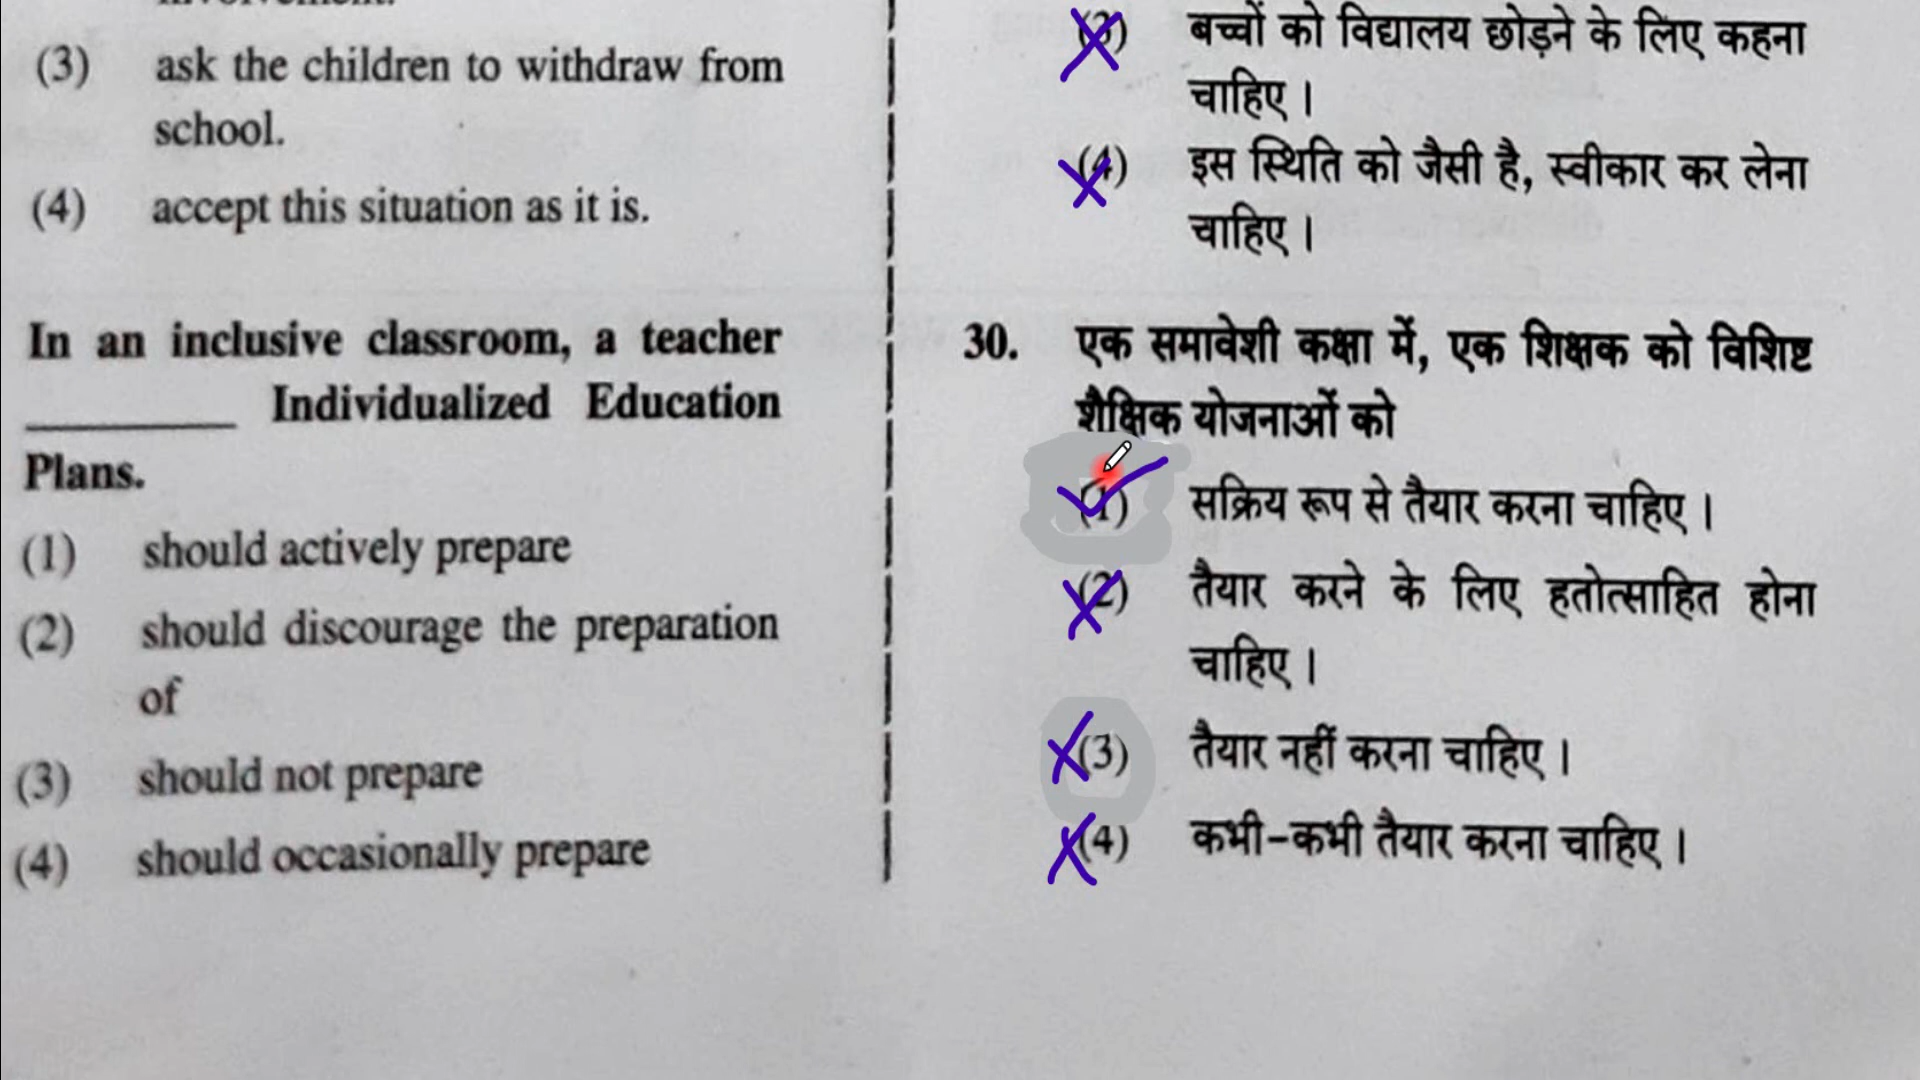 (3) ask the children to withdraw from
school.
(4) accept this situation as it is.
In an inclusive classroom, a teacher
__________ Individualized Education
Plans.
(1) should actively prepare
(2) should discourage the preparation
of
(3) should not prepare
(4) should occasionally prepare
(3) बच्चों को विद्यालय छोड़ने के लिए कहना
चाहिए ।
(4) इस स्थिति को जैसी है, स्वीकार कर लेना
चाहिए ।
30. एक समावेशी कक्षा में, एक शिक्षक को विशिष्ट
शैक्षिक योजनाओं को
(1) सक्रिय रूप से तैयार करना चाहिए ।
(2) तैयार करने के लिए हतोत्साहित होना
चाहिए ।
(3) तैयार नहीं करना चाहिए ।
(4) कभी-कभी तैयार करना चाहिए ।